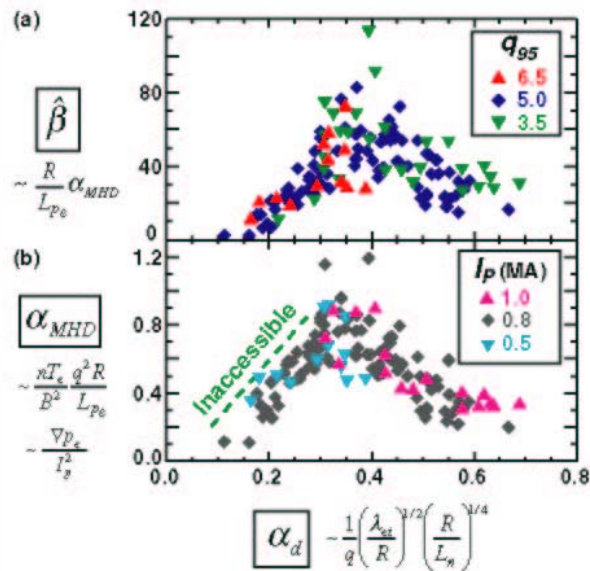 (a)
120
80
40
0
q95
6.5
5.0
3.5
β̂
~ R/L_pe α_MHD
(b)
1.2
0.8
0.4
0.0
I_P (MA)
1.0
0.8
0.5
Inaccessible
α_MHD
~ nT_e/B² q²R/L_pe
~ ∇p_e/I_p²
0.0 0.2 0.4 0.6 0.8
α_d ~ 1/q (λ_ei/R)^1/2 (R/L_n)^1/4